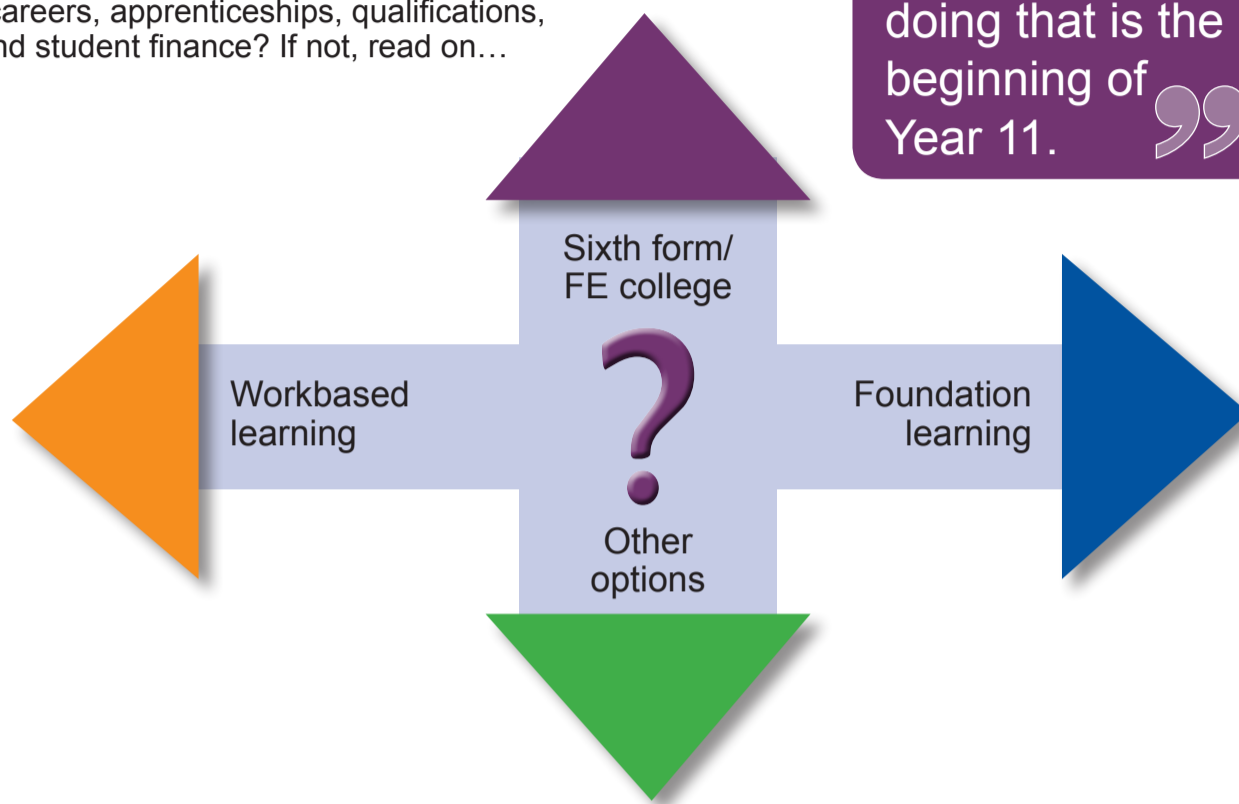 careers, apprenticeships, qualifications,
nd student finance? If not, read on…
doing that is the
beginning of
Year 11. ”
Sixth form/
FE college
Workbased
learning
?
Foundation
learning
Other
options